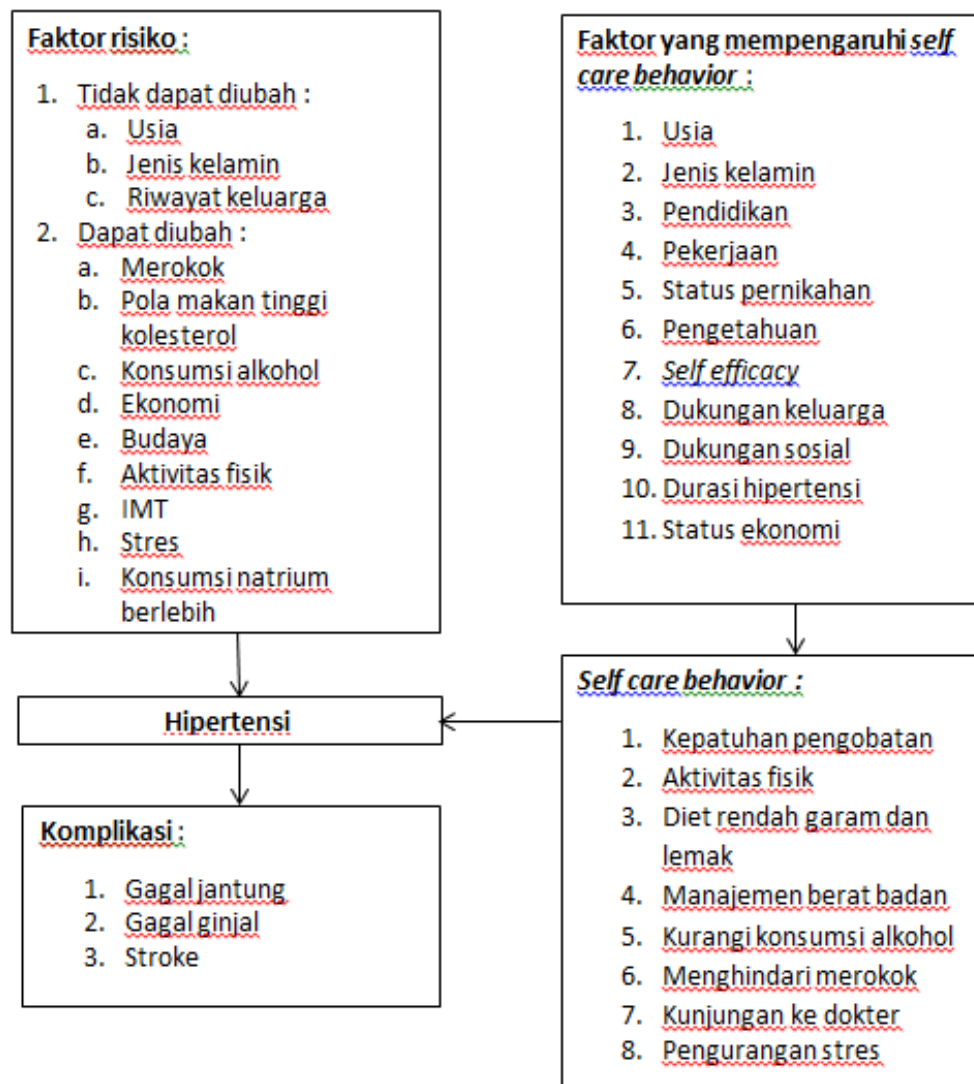 Faktor risiko :
1. Tidak dapat diubah :
a. Usia
b. Jenis kelamin
c. Riwayat keluarga
2. Dapat diubah :
a. Merokok
b. Pola makan tinggi
kolesterol
c. Konsumsi alkohol
d. Ekonomi
e. Budaya
f. Aktivitas fisik
g. IMT
h. Stres
i. Konsumsi natrium
berlebih
Hipertensi
Komplikasi :
1. Gagal jantung
2. Gagal ginjal
3. Stroke
Faktor yang mempengaruhi self
care behavior :
1. Usia
2. Jenis kelamin
3. Pendidikan
4. Pekerjaan
5. Status pernikahan
6. Pengetahuan
7. Self efficacy
8. Dukungan keluarga
9. Dukungan sosial
10. Durasi hipertensi
11. Status ekonomi
Self care behavior :
1. Kepatuhan pengobatan
2. Aktivitas fisik
3. Diet rendah garam dan
lemak
4. Manajemen berat badan
5. Kurangi konsumsi alkohol
6. Menghindari merokok
7. Kunjungan ke dokter
8. Pengurangan stres